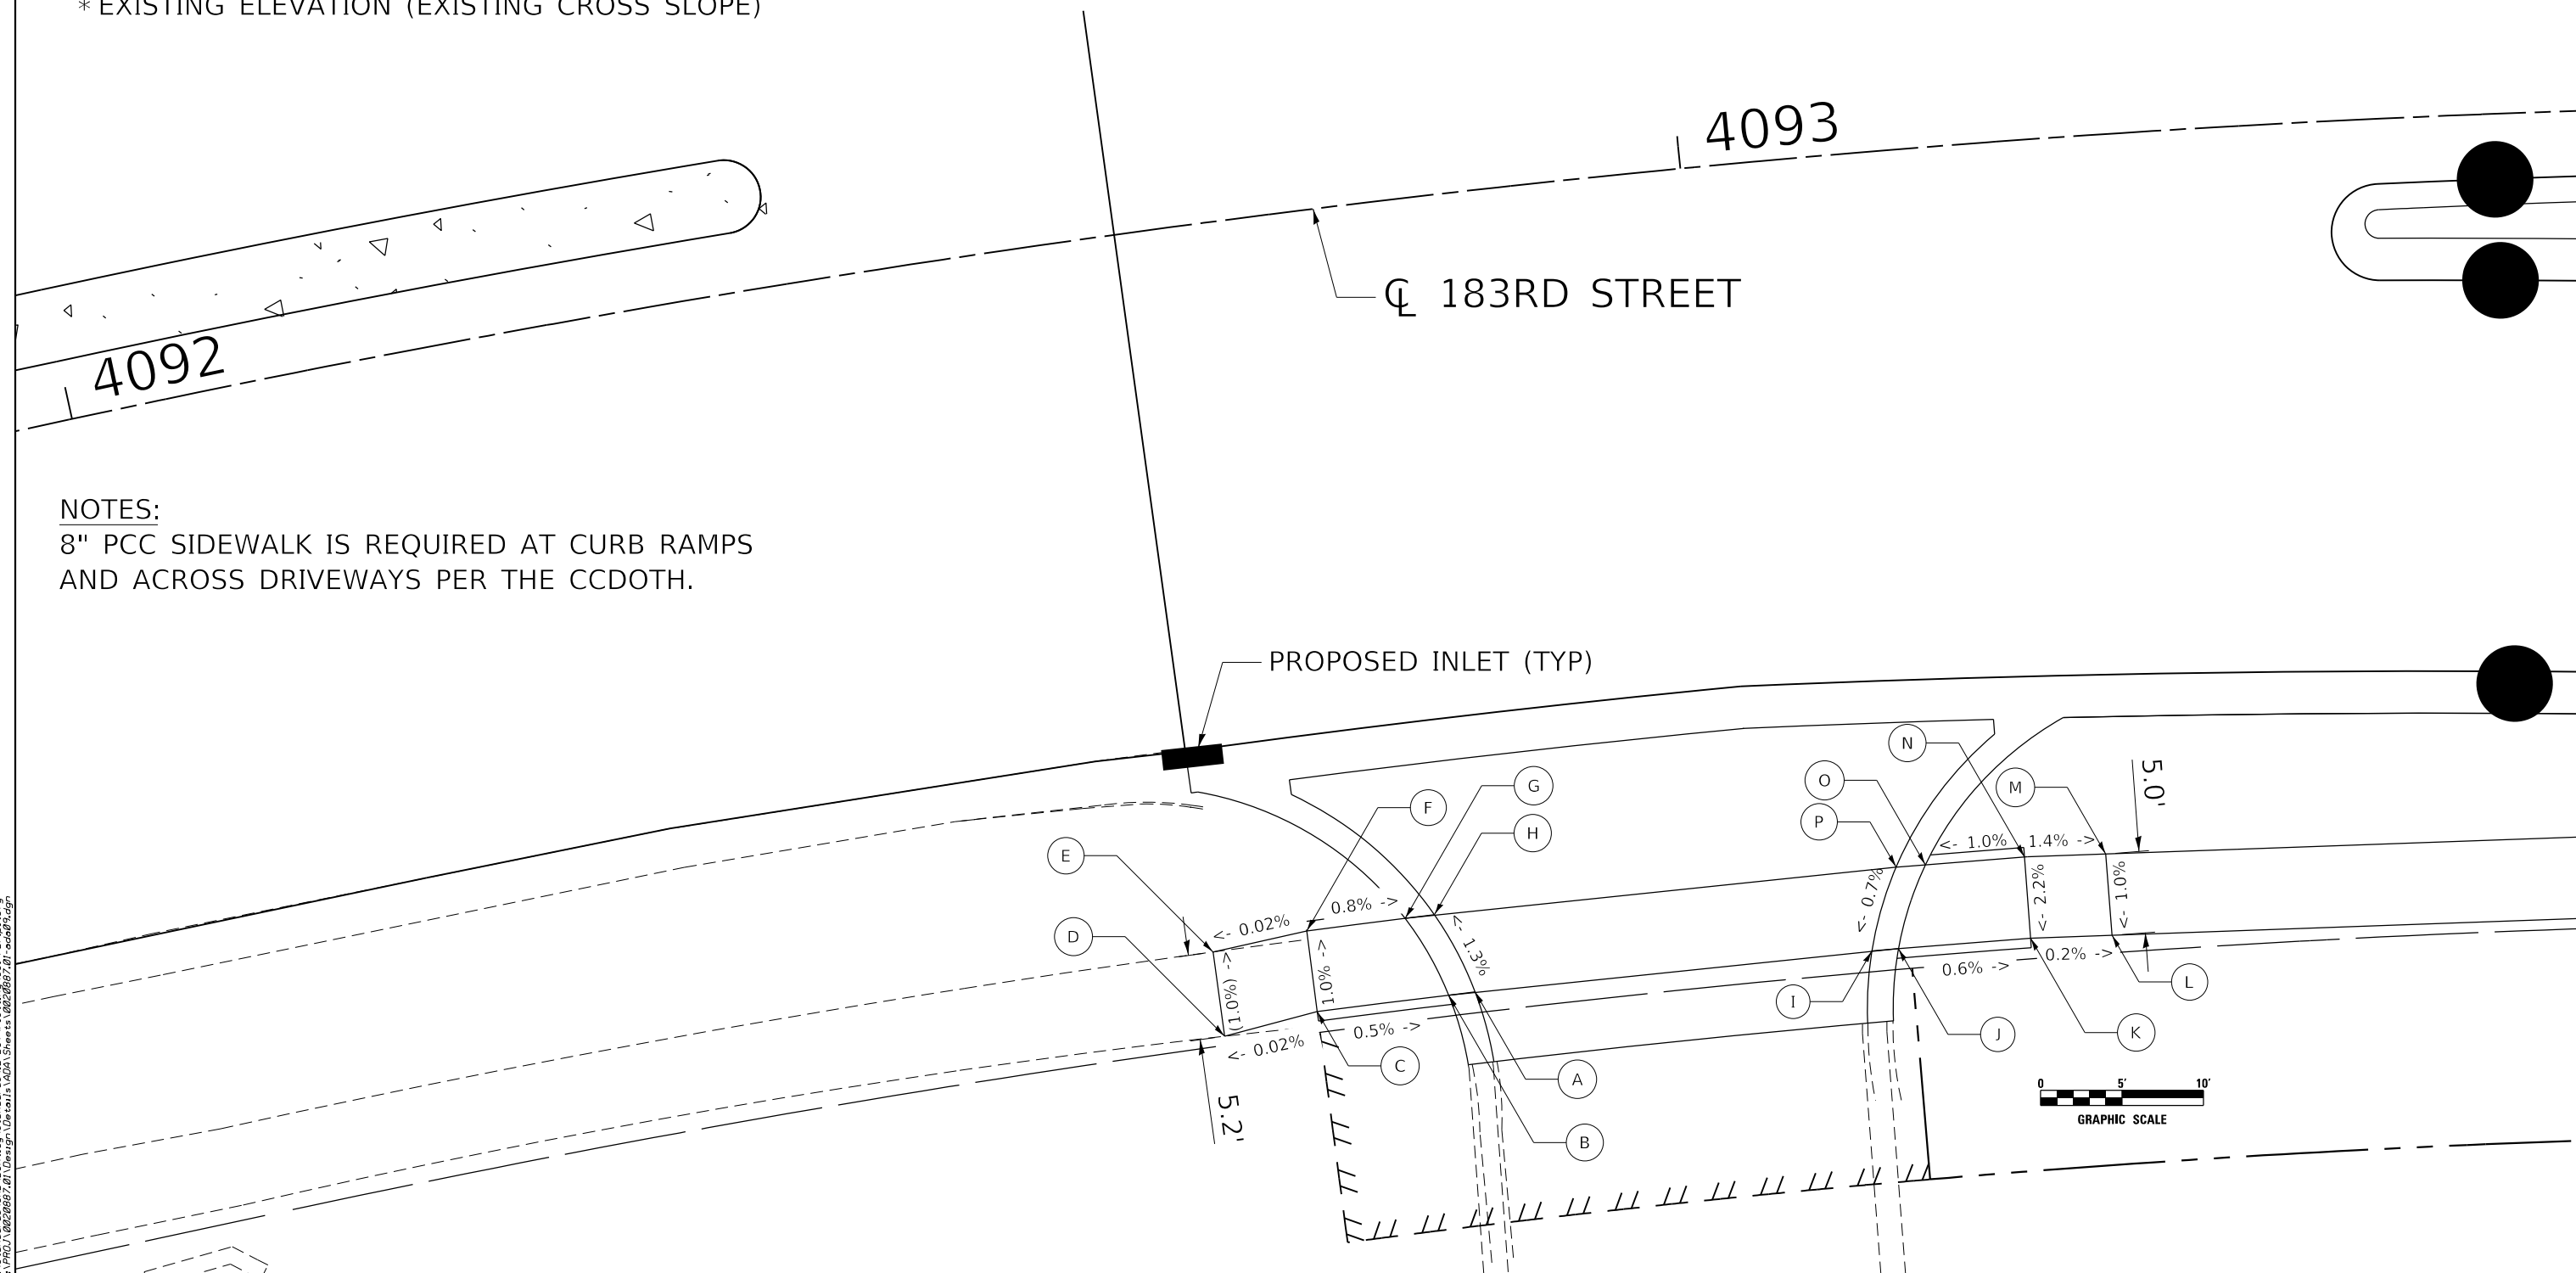 * EXISTING ELEVATION (EXISTING CROSS SLOPE)
4093
℄ 183RD STREET
4092
NOTES:
8" PCC SIDEWALK IS REQUIRED AT CURB RAMPS
AND ACROSS DRIVEWAYS PER THE CCDOTH.
PROPOSED INLET (TYP)
N
O
M
5.0'
G
F
P
H
E
<- 1.0%
1.4% ->
<- 0.7%
2.2%
<-
<- 1.0%
0.8% ->
<- 0.02%
<- 1.3%
D
(1.0%) ->
1.0% ->
0.6% ->
0.2% ->
L
I
0.5% ->
<- 0.02%
J
K
C
A
B
5.2'
0 5' 10'
GRAPHIC SCALE